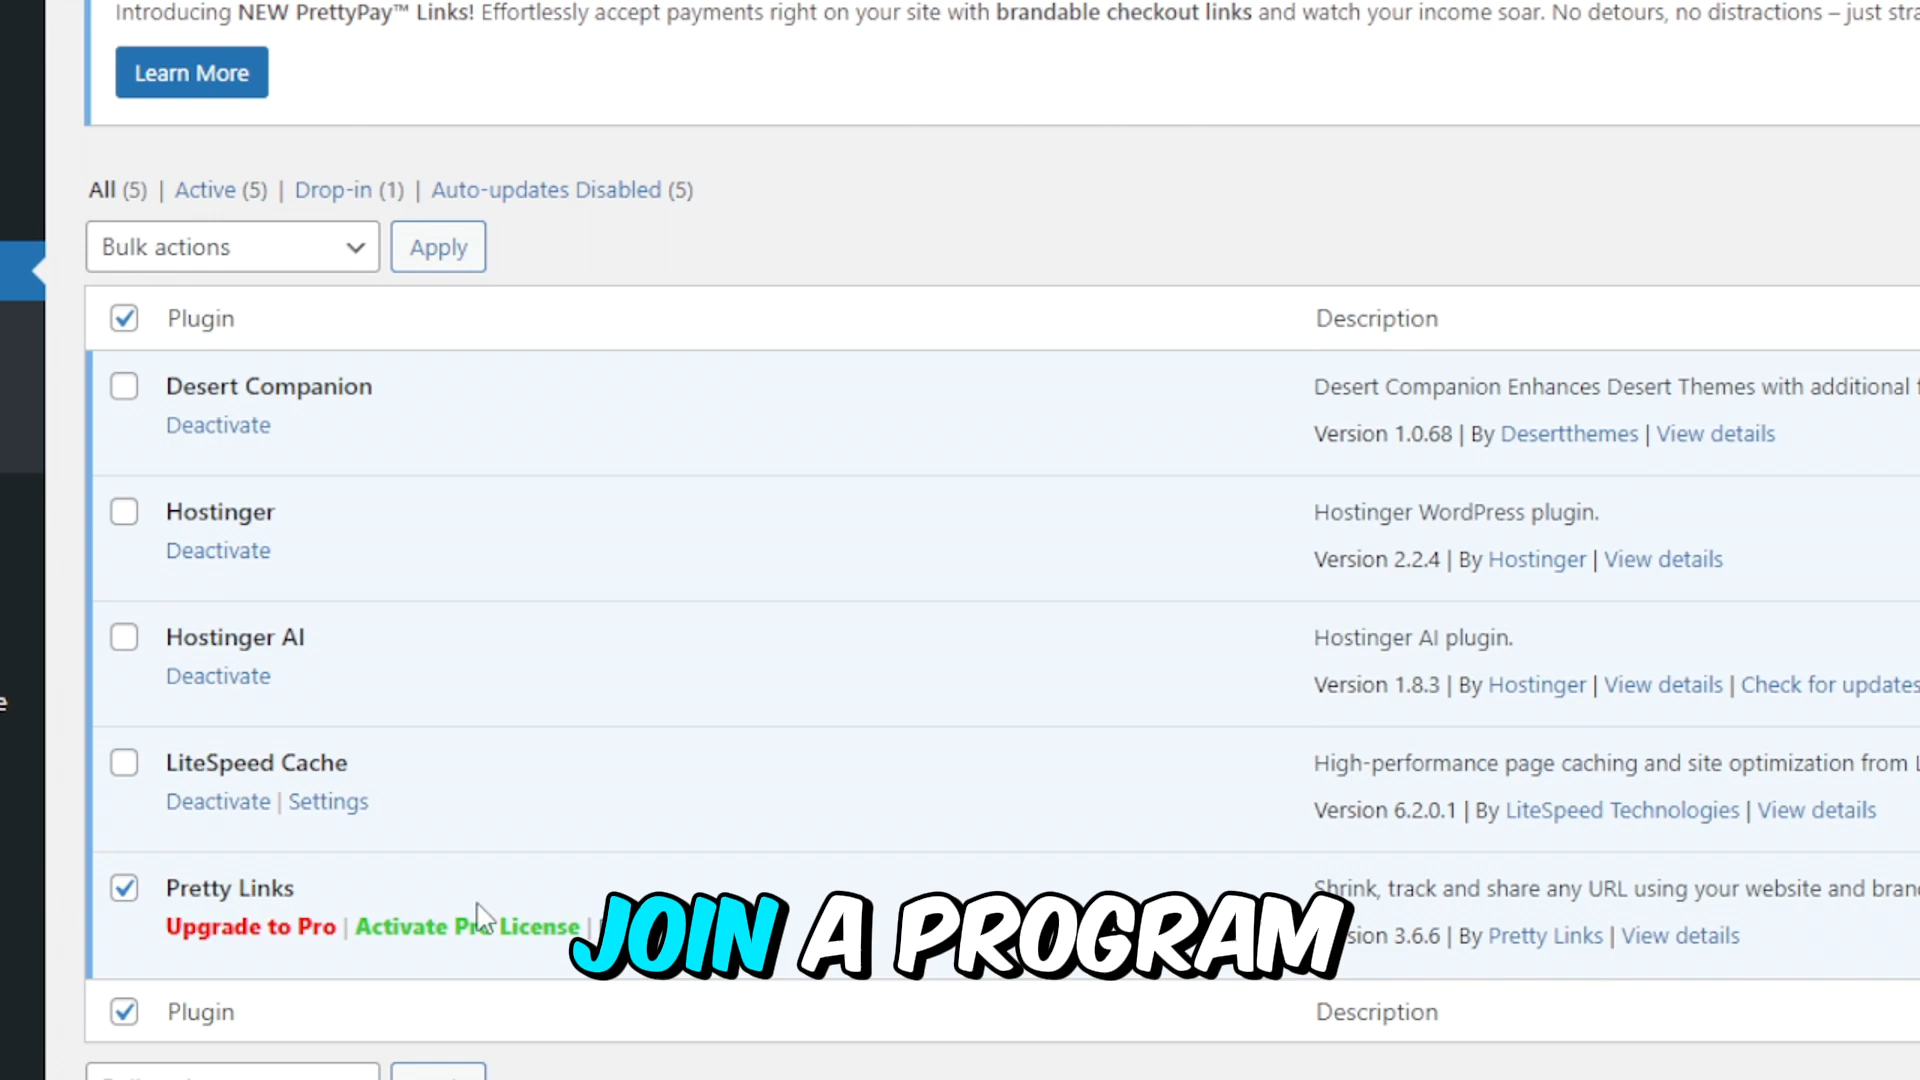 Introducing NEW PrettyPay™ Links! Effortlessly accept payments right on your site with brandable checkout links and watch your income soar. No detours, no distractions – just stra
Learn More
All (5) | Active (5) | Drop-in (1) | Auto-updates Disabled (5)
Bulk actions Apply
Plugin Description
Desert Companion Desert Companion Enhances Desert Themes with additional f
Deactivate Version 1.0.68 | By Desertthemes | View details
Hostinger Hostinger WordPress plugin.
Deactivate Version 2.2.4 | By Hostinger | View details
Hostinger AI Hostinger AI plugin.
Deactivate Version 1.8.3 | By Hostinger | View details | Check for updates
LiteSpeed Cache High-performance page caching and site optimization from L
Deactivate | Settings Version 6.2.0.1 | By LiteSpeed Technologies | View details
Pretty Links Shrink, track and share any URL using your website and bran
Upgrade to Pro | Activate Pro License | sion 3.6.6 | By Pretty Links | View details
JOIN A PROGRAM
Plugin Description